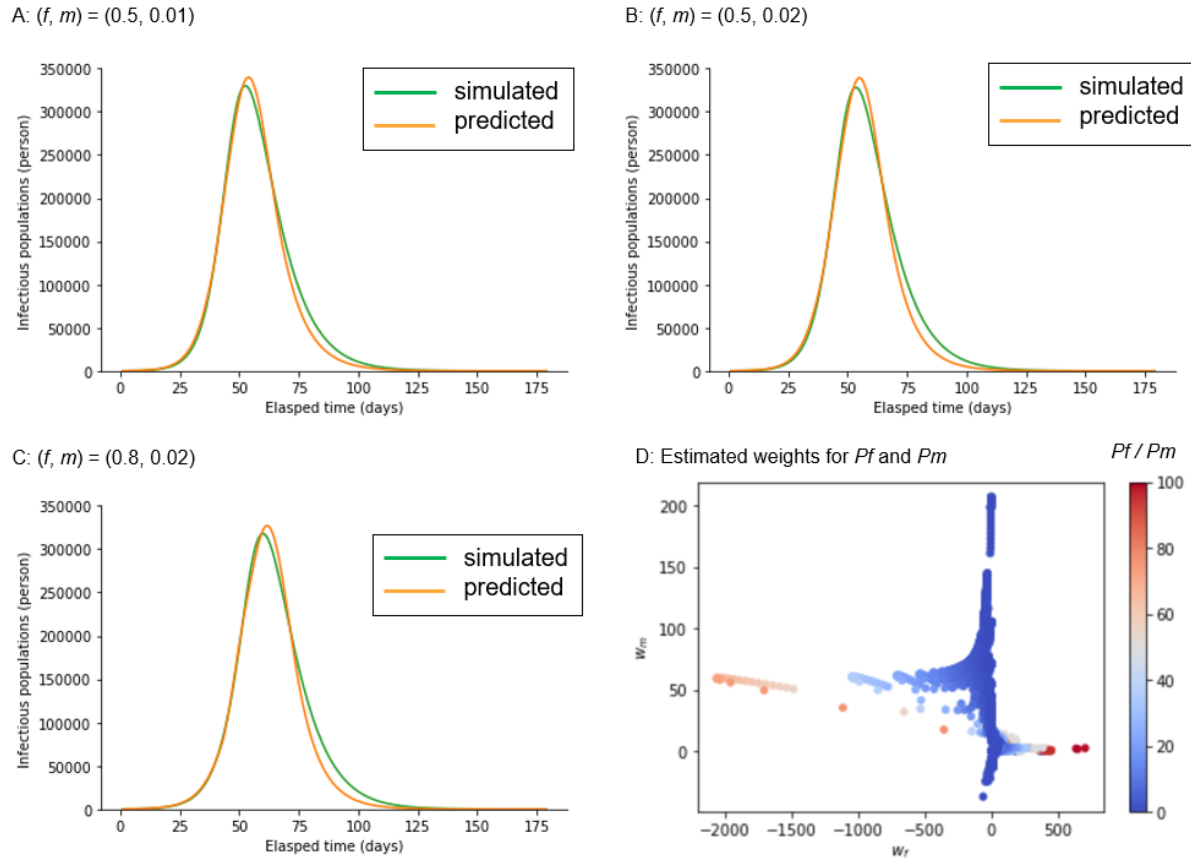 A: (f, m) = (0.5, 0.01)
350000
300000
250000
200000
150000
100000
50000
0
Infectious populations (person)
simulated
predicted
0 25 50 75 100 125 150 175
Elasped time (days)
B: (f, m) = (0.5, 0.02)
350000
300000
250000
200000
150000
100000
50000
0
Infectious populations (person)
simulated
predicted
0 25 50 75 100 125 150 175
Elasped time (days)
C: (f, m) = (0.8, 0.02)
350000
300000
250000
200000
150000
100000
50000
0
Infectious populations (person)
simulated
predicted
0 25 50 75 100 125 150 175
Elasped time (days)
D: Estimated weights for Pf and Pm
Pf / Pm
200
150
100
50
0
wm
−2000 −1500 −1000 −500 0 500
wf
100
80
60
40
20
0